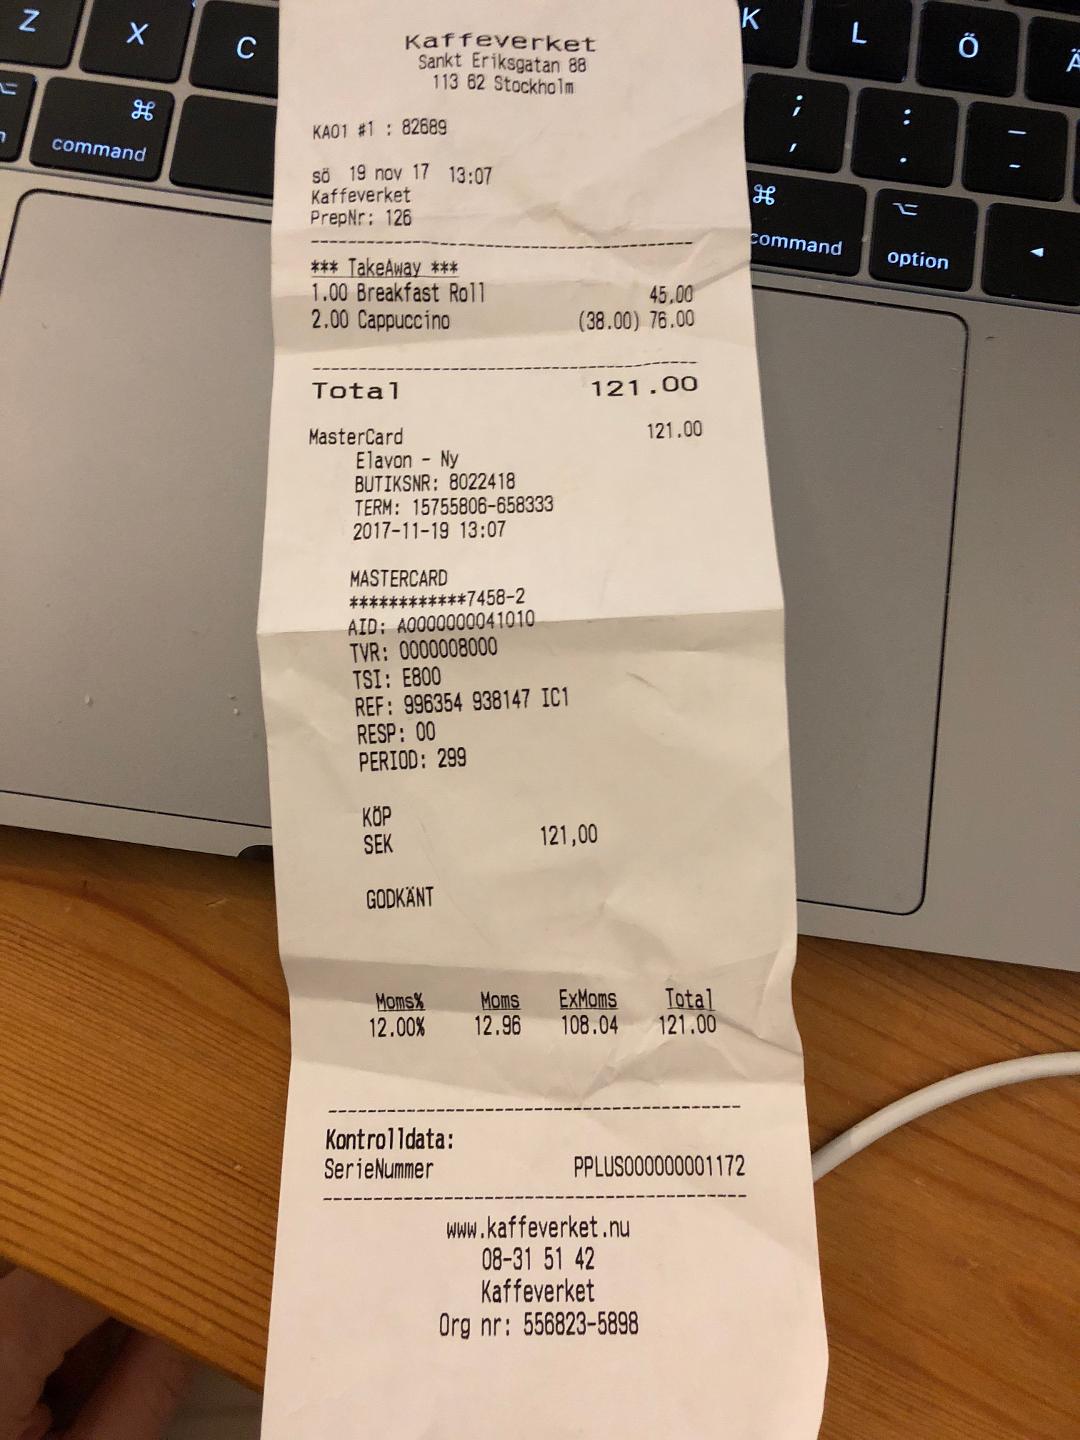 Z
X
C
K
L
Ö
Ä
⌘
command
;
,
:
.
_
-
⌘
command
⌥
option
◄
Kaffeverket
Sankt Eriksgatan 88
113 62 Stockholm
KA01 #1 : 82689
sö 19 nov 17 13:07
Kaffeverket
PrepNr: 126
*** TakeAway ***
1.00 Breakfast Roll 45.00
2.00 Cappuccino (38.00) 76.00
Total 121.00
MasterCard 121.00
Elavon - Ny
BUTIKSNR: 8022418
TERM: 15755806-658333
2017-11-19 13:07
MASTERCARD
************7458-2
AID: A0000000041010
TVR: 0000008000
TSI: E800
REF: 996354 938147 IC1
RESP: 00
PERIOD: 299
KÖP
SEK 121,00
GODKÄNT
Moms% Moms ExMoms Total
12.00% 12.96 108.04 121.00
Kontrolldata:
SerieNummer PPLUS000000001172
www.kaffeverket.nu
08-31 51 42
Kaffeverket
Org nr: 556823-5898